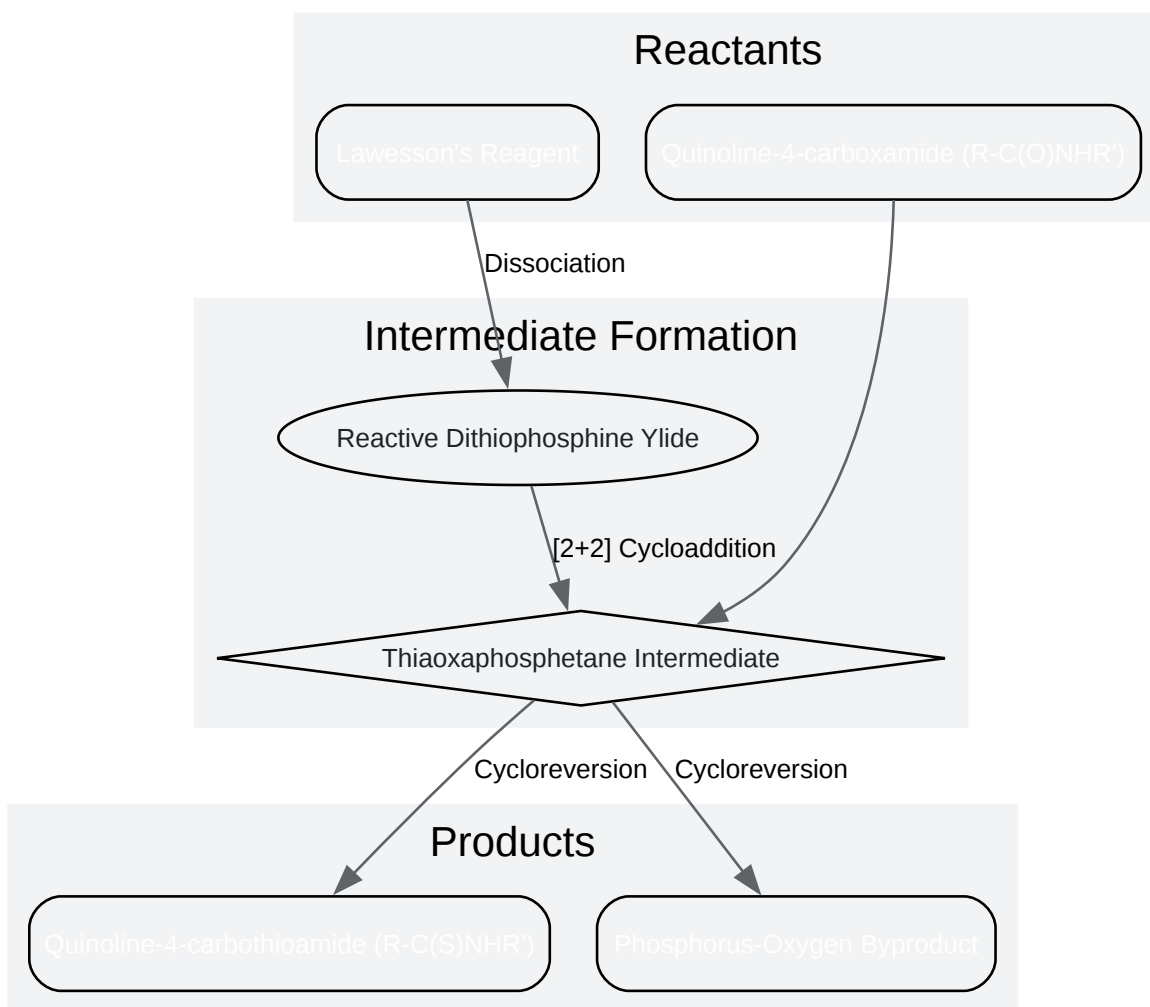 Reactants
Lawesson's Reagent
Quinoline-4-carboxamide (R-C(O)NHR')
Dissociation
Intermediate Formation
Reactive Dithiophosphine Ylide
[2+2] Cycloaddition
Thiaoxaphosphetane Intermediate
Cycloreversion
Cycloreversion
Products
Quinoline-4-carbothioamide (R-C(S)NHR')
Phosphorus-Oxygen Byproduct